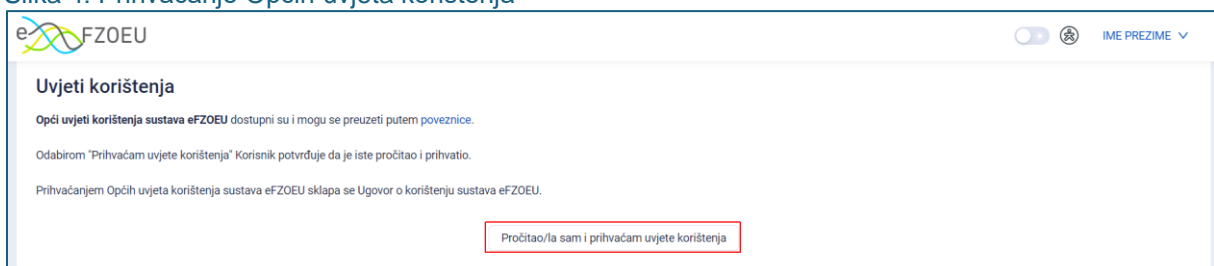 Slika 4. Prihvaćanje Općih uvjeta korištenja
eFZOEU
IME PREZIME
Uvjeti korištenja
Opći uvjeti korištenja sustava eFZOEU dostupni su i mogu se preuzeti putem poveznice.
Odabirom "Prihvaćam uvjete korištenja" Korisnik potvrđuje da je iste pročitao i prihvatio.
Prihvaćanjem Općih uvjeta korištenja sustava eFZOEU sklapa se Ugovor o korištenju sustava eFZOEU.
Pročitao/la sam i prihvaćam uvjete korištenja